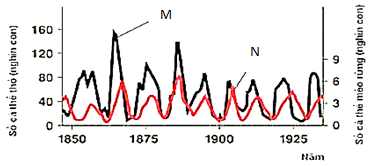 M
N
160
120
80
40
00
9
6
3
0
1850
1875
1900
1925
Năm
Số cá thể thỏ (nghìn con)
Số cá thể mèo rừng (nghìn con)